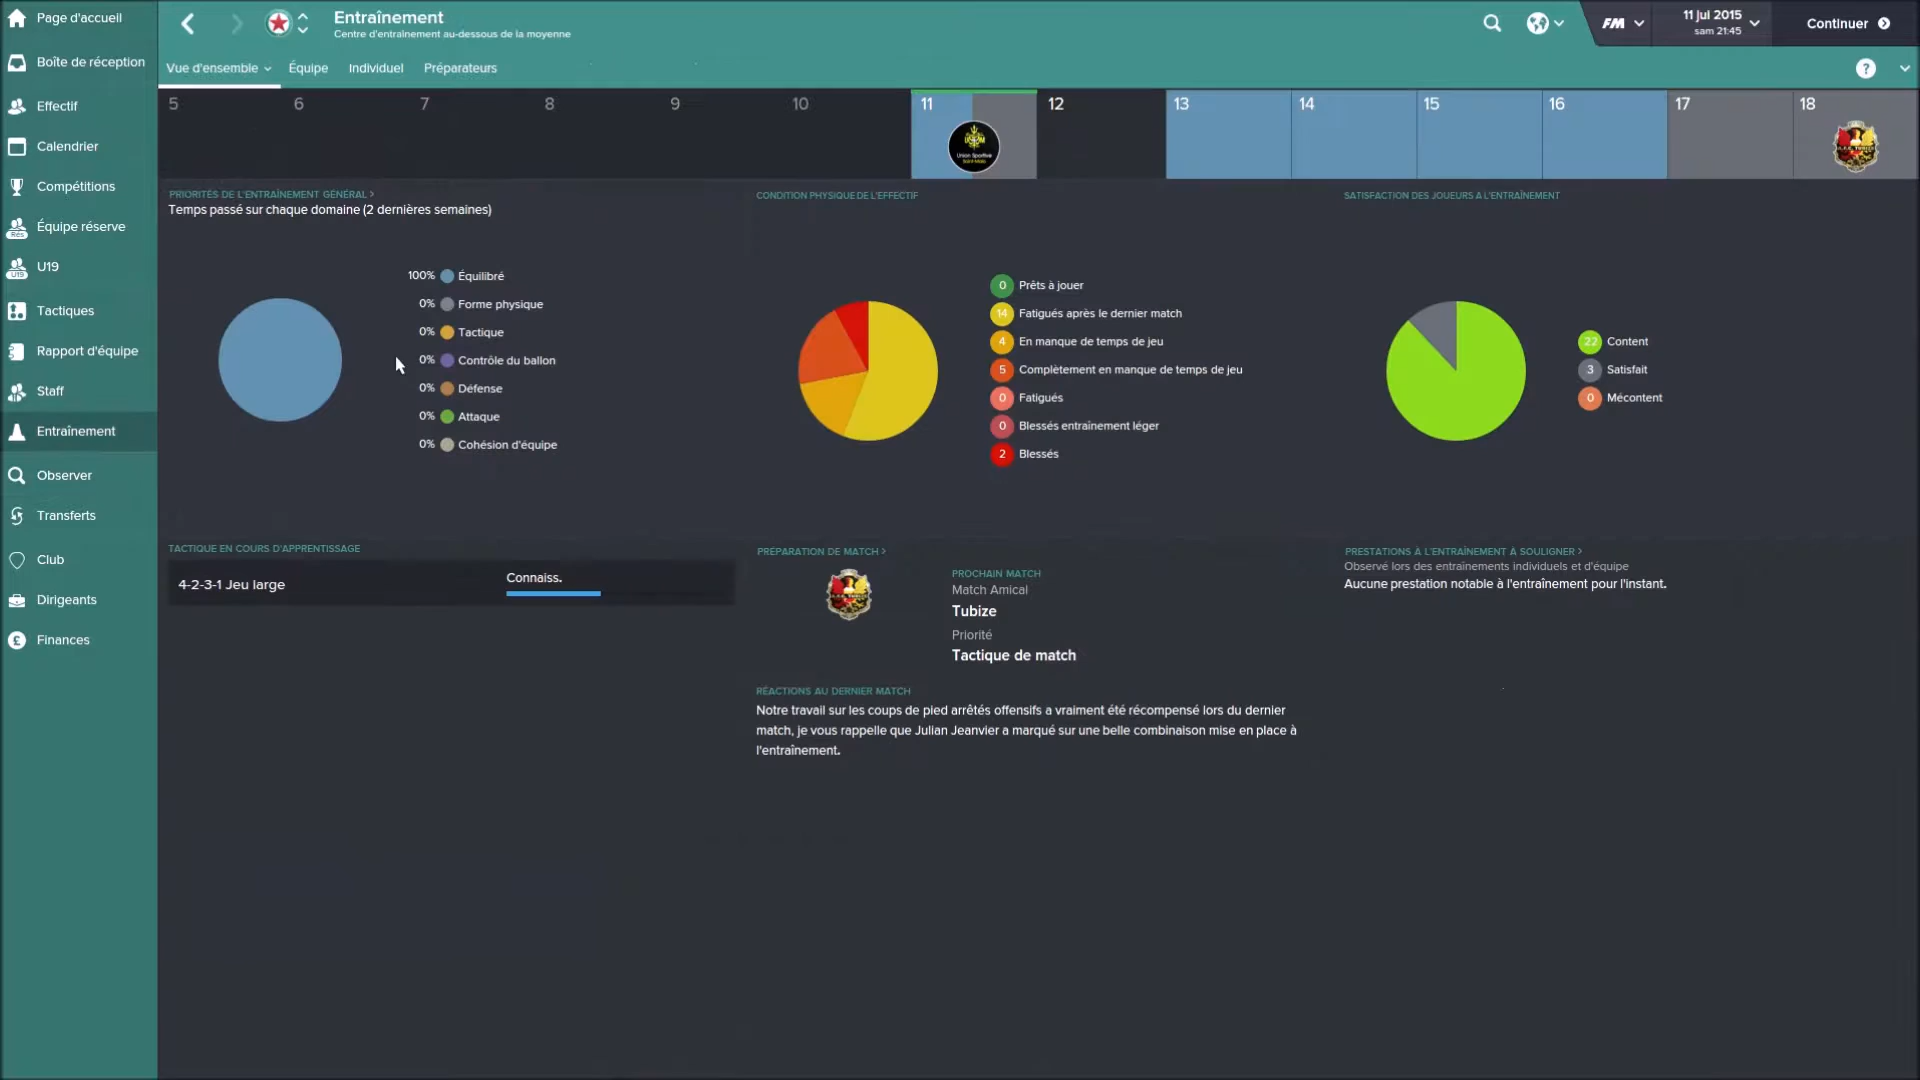 Page d'accueil
Boîte de réception
Effectif
Calendrier
Compétitions
Équipe réserve
U19
Tactiques
Rapport d'équipe
Staff
Entraînement
Observer
Transferts
Club
Dirigeants
Finances
Entraînement
Centre d'entraînement au-dessous de la moyenne
FM
11 jul 2015
sam 21:45
Continuer
Vue d'ensemble
Équipe
Individuel
Préparateurs
?
5 6 7 8 9 10 11 12 13 14 15 16 17 18
Union Sportive
PRIORITÉS DE L'ENTRAÎNEMENT GÉNÉRAL >
Temps passé sur chaque domaine (2 dernières semaines)
100% Équilibré
0% Forme physique
0% Tactique
0% Contrôle du ballon
0% Défense
0% Attaque
0% Cohésion d'équipe
CONDITION PHYSIQUE DE L'EFFECTIF
0 Prêts à jouer
14 Fatigués après le dernier match
4 En manque de temps de jeu
5 Complètement en manque de temps de jeu
0 Fatigués
0 Blessés entraînement léger
2 Blessés
SATISFACTION DES JOUEURS A L'ENTRAÎNEMENT
22 Content
3 Satisfait
0 Mécontent
TACTIQUE EN COURS D'APPRENTISSAGE
4-2-3-1 Jeu large
Connaiss.
PRÉPARATION DE MATCH >
PROCHAIN MATCH
Match Amical
Tubize
Priorité
Tactique de match
RÉACTIONS AU DERNIER MATCH
Notre travail sur les coups de pied arrêtés offensifs a vraiment été récompensé lors du dernier
match, je vous rappelle que Julian Jeanvier a marqué sur une belle combinaison mise en place à
l'entraînement.
PRESTATIONS À L'ENTRAÎNEMENT À SOULIGNER >
Observé lors des entraînements individuels et d'équipe
Aucune prestation notable à l'entraînement pour l'instant.